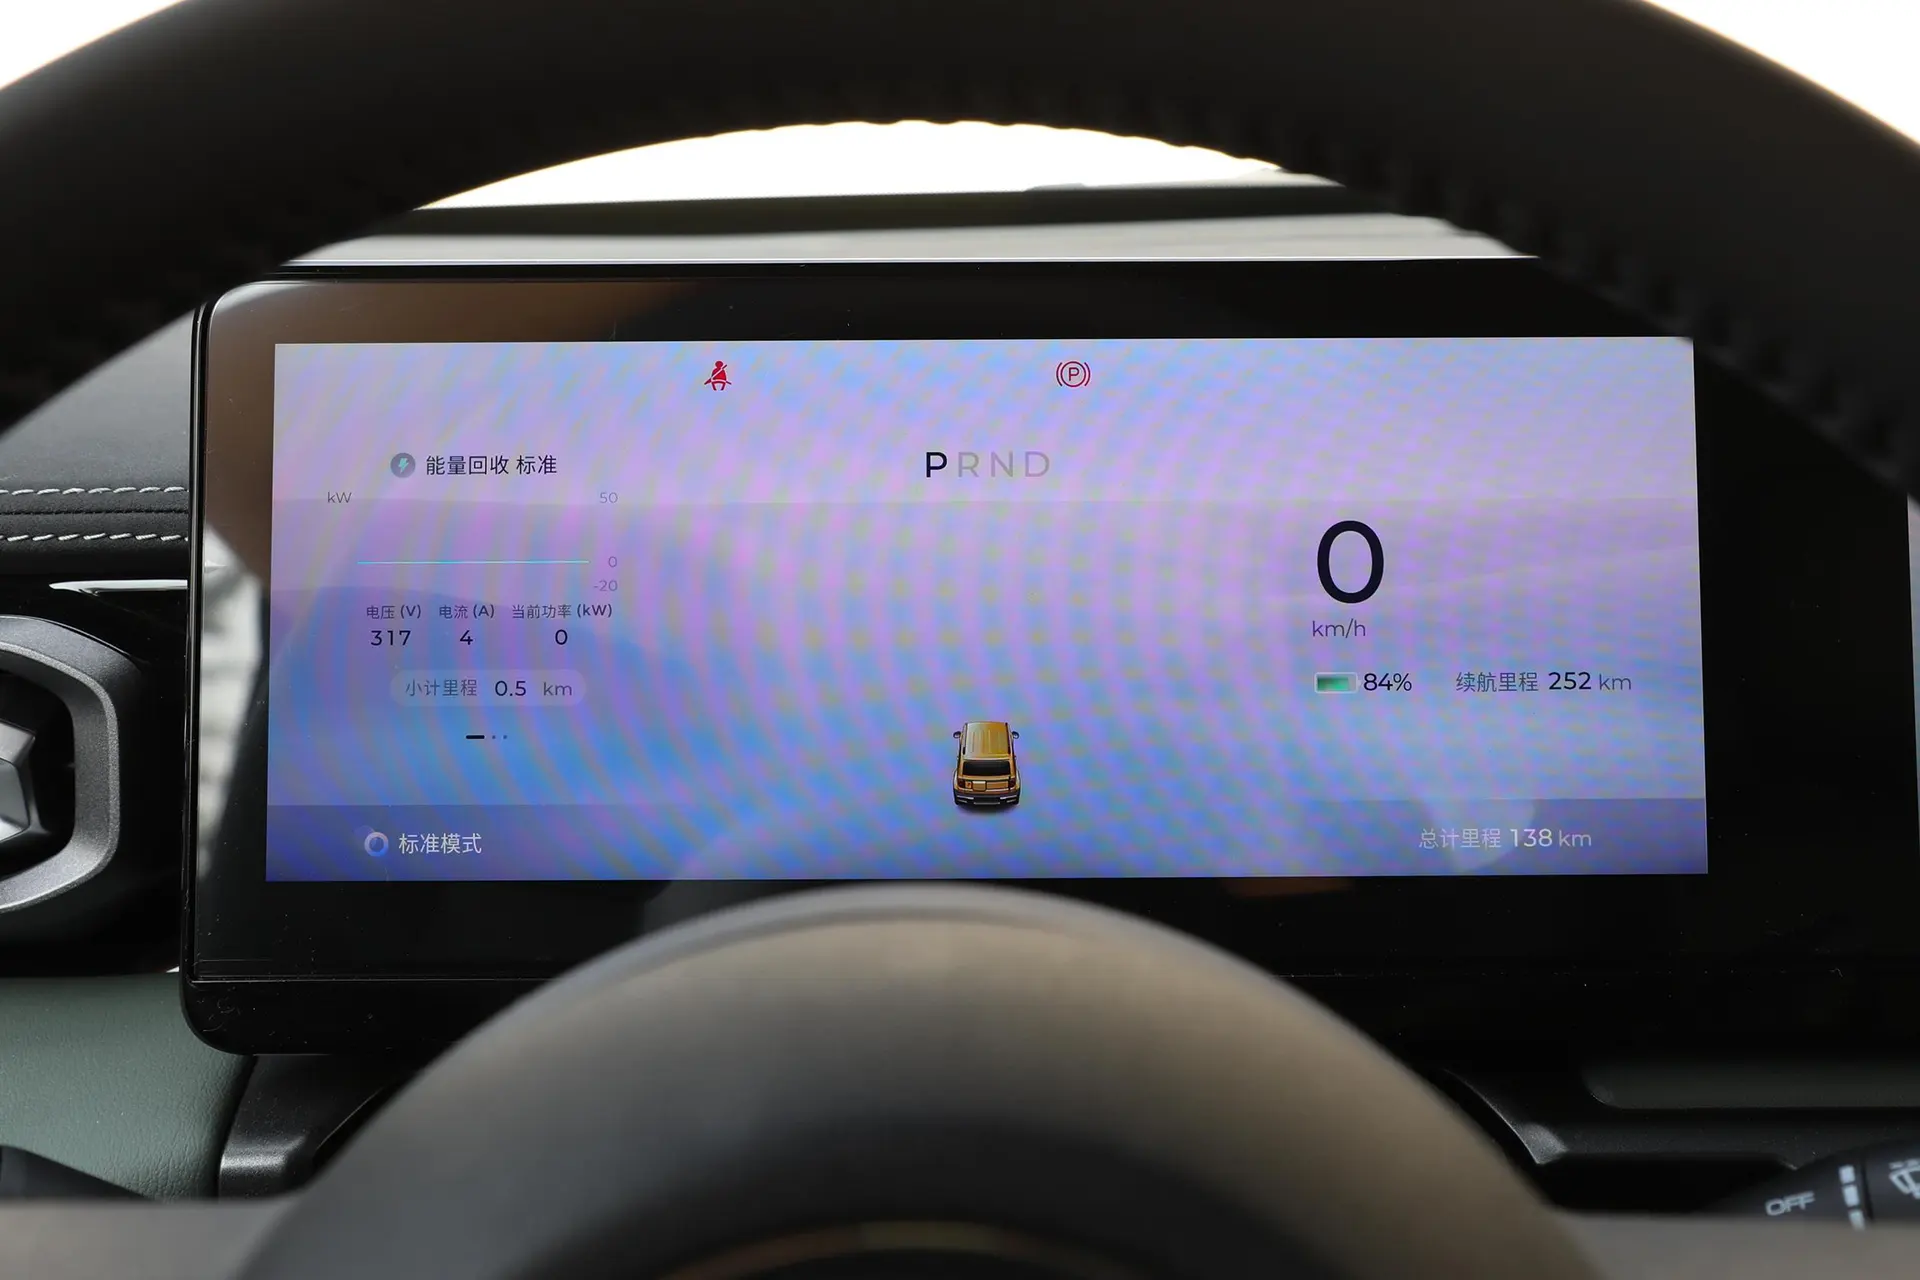 能量回收 标准
PRND
kW
50
0
-20
电压 (V) 电流 (A) 当前功率 (kW)
317 4 0
小计里程 0.5 km
0
km/h
84% 续航里程 252 km
标准模式
总计里程 138 km
OFF